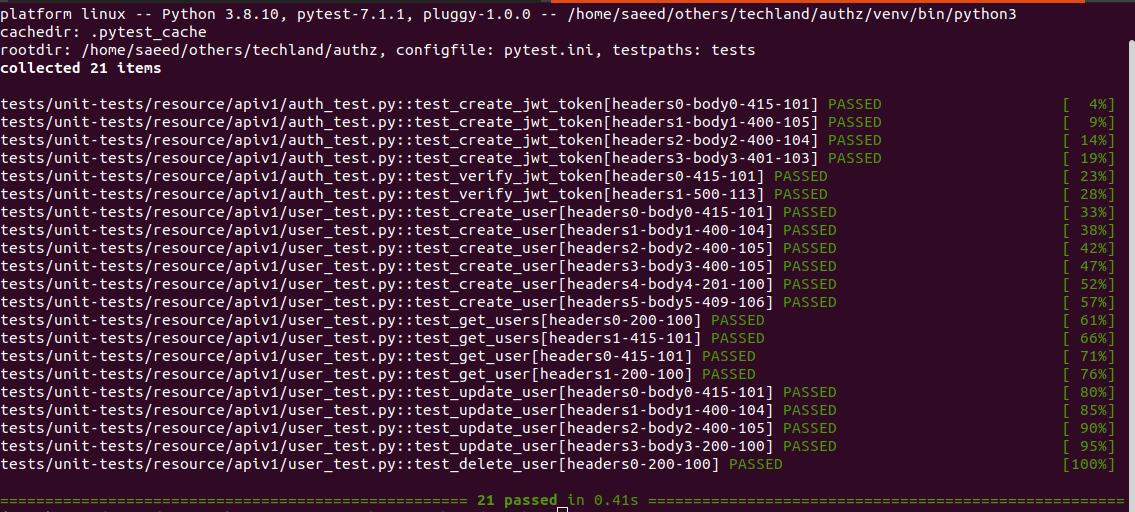 platform linux -- Python 3.8.10, pytest-7.1.1, pluggy-1.0.0 -- /home/saeed/others/techland/authz/venv/bin/python3
cachedir: .pytest_cache
rootdir: /home/saeed/others/techland/authz, configfile: pytest.ini, testpaths: tests
collected 21 items
tests/unit-tests/resource/apiv1/auth_test.py::test_create_jwt_token[headers0-body0-415-101] PASSED [  4%]
tests/unit-tests/resource/apiv1/auth_test.py::test_create_jwt_token[headers1-body1-400-105] PASSED [  9%]
tests/unit-tests/resource/apiv1/auth_test.py::test_create_jwt_token[headers2-body2-400-104] PASSED [ 14%]
tests/unit-tests/resource/apiv1/auth_test.py::test_create_jwt_token[headers3-body3-401-103] PASSED [ 19%]
tests/unit-tests/resource/apiv1/auth_test.py::test_verify_jwt_token[headers0-415-101] PASSED [ 23%]
tests/unit-tests/resource/apiv1/auth_test.py::test_verify_jwt_token[headers1-500-113] PASSED [ 28%]
tests/unit-tests/resource/apiv1/user_test.py::test_create_user[headers0-body0-415-101] PASSED [ 33%]
tests/unit-tests/resource/apiv1/user_test.py::test_create_user[headers1-body1-400-104] PASSED [ 38%]
tests/unit-tests/resource/apiv1/user_test.py::test_create_user[headers2-body2-400-105] PASSED [ 42%]
tests/unit-tests/resource/apiv1/user_test.py::test_create_user[headers3-body3-400-105] PASSED [ 47%]
tests/unit-tests/resource/apiv1/user_test.py::test_create_user[headers4-body4-201-100] PASSED [ 52%]
tests/unit-tests/resource/apiv1/user_test.py::test_create_user[headers5-body5-409-106] PASSED [ 57%]
tests/unit-tests/resource/apiv1/user_test.py::test_get_users[headers0-200-100] PASSED [ 61%]
tests/unit-tests/resource/apiv1/user_test.py::test_get_users[headers1-415-101] PASSED [ 66%]
tests/unit-tests/resource/apiv1/user_test.py::test_get_user[headers0-415-101] PASSED [ 71%]
tests/unit-tests/resource/apiv1/user_test.py::test_get_user[headers1-200-100] PASSED [ 76%]
tests/unit-tests/resource/apiv1/user_test.py::test_update_user[headers0-body0-415-101] PASSED [ 80%]
tests/unit-tests/resource/apiv1/user_test.py::test_update_user[headers1-body1-400-104] PASSED [ 85%]
tests/unit-tests/resource/apiv1/user_test.py::test_update_user[headers2-body2-400-105] PASSED [ 90%]
tests/unit-tests/resource/apiv1/user_test.py::test_update_user[headers3-body3-200-100] PASSED [ 95%]
tests/unit-tests/resource/apiv1/user_test.py::test_delete_user[headers0-200-100] PASSED [100%]
==================================================== 21 passed in 0.41s =====================================================